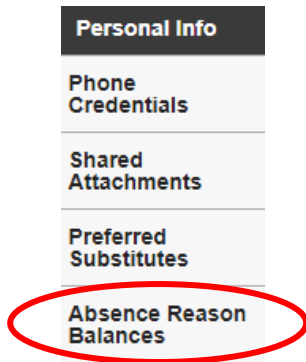 Personal Info
Phone
Credentials
Shared
Attachments
Preferred
Substitutes
Absence Reason
Balances